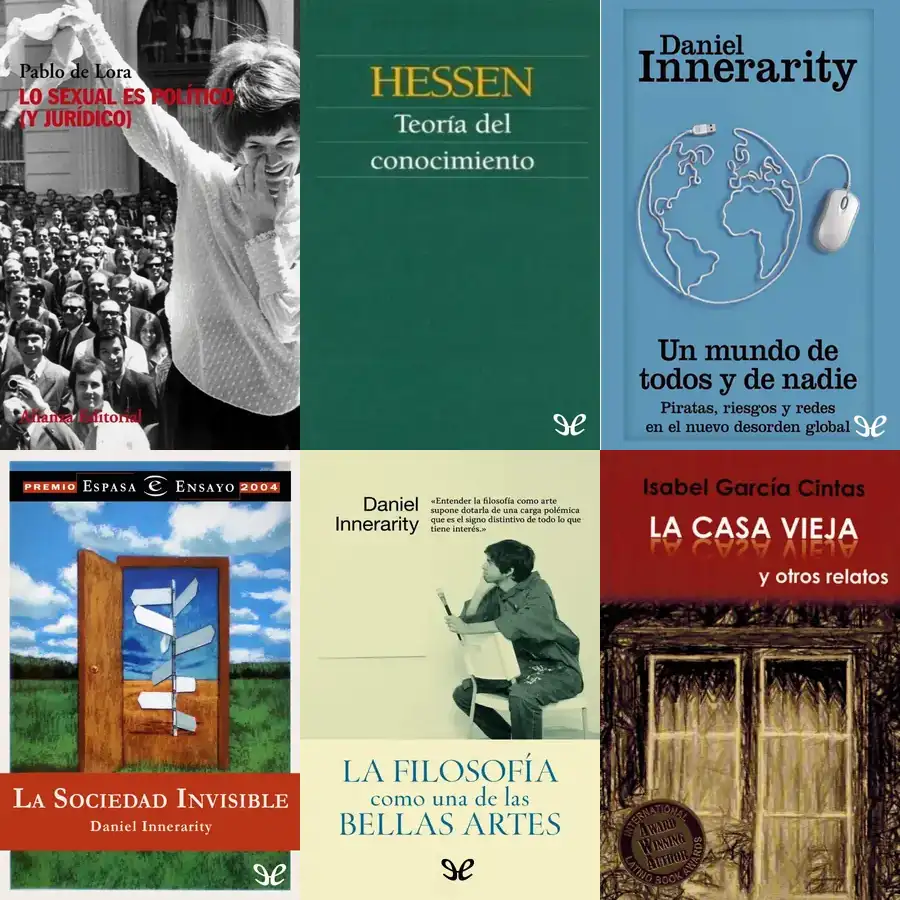 Pablo de Lora
LO SEXUAL ES POLÍTICO
(Y JURÍDICO)
Alianza Editorial
HESSEN
Teoría del
conocimiento
Daniel
Innerarity
Un mundo de
todos y de nadie
Piratas, riesgos y redes
en el nuevo desorden global
PREMIO ESPASA ENSAYO 2004
LA SOCIEDAD INVISIBLE
Daniel Innerarity
Daniel
Innerarity
«Entender la filosofía como arte
supone dotarla de una carga polémica
que es el signo distintivo de todo lo que
tiene interés.»
LA FILOSOFÍA
como una de las
BELLAS ARTES
Isabel García Cintas
LA CASA VIEJA
y otros relatos
INTERNATIONAL
AWARD
WINNING
AUTHOR
LATINO BOOK AWARDS